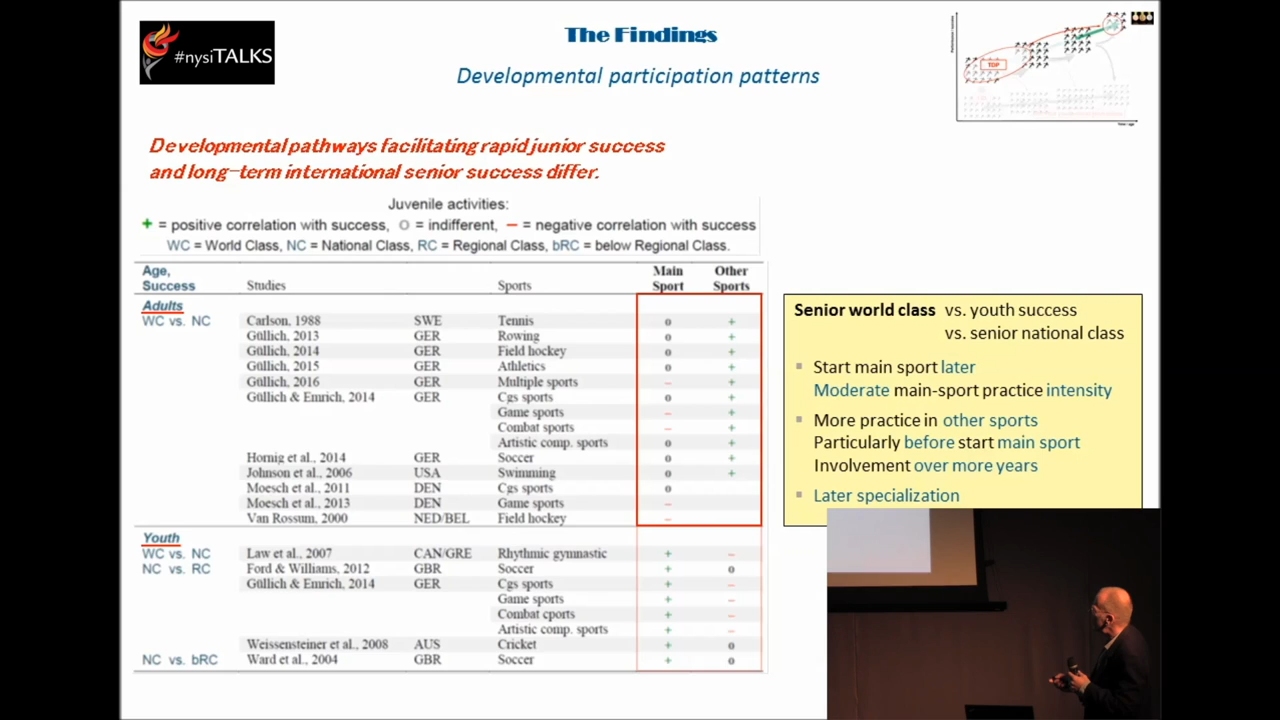 #nysiTALKS
The Findings
Developmental participation patterns
TDP
Developmental pathways facilitating rapid junior success
and long-term international senior success differ.
Juvenile activities:
+ = positive correlation with success, o = indifferent, − = negative correlation with success
WC = World Class, NC = National Class, RC = Regional Class, bRC = below Regional Class.
Age, Success Studies Sports Main Sport Other Sports
Adults
WC vs. NC Carlson, 1988 SWE Tennis o +
Güllich, 2013 GER Rowing o +
Güllich, 2014 GER Field hockey o +
Güllich, 2015 GER Athletics o +
Güllich, 2016 GER Multiple sports − +
Güllich & Emrich, 2014 GER Cgs sports o +
Game sports − +
Combat sports − +
Artistic comp. sports o +
Hornig et al., 2014 GER Soccer o +
Johnson et al., 2006 USA Swimming o +
Moesch et al., 2011 DEN Cgs sports o
Moesch et al., 2013 DEN Game sports −
Van Rossum, 2000 NED/BEL Field hockey −
Youth
WC vs. NC Law et al., 2007 CAN/GRE Rhythmic gymnastic + −
NC vs. RC Ford & Williams, 2012 GBR Soccer + o
Güllich & Emrich, 2014 GER Cgs sports + −
Game sports + −
Combat cports + −
Artistic comp. sports + −
Weissensteiner et al., 2008 AUS Cricket + o
NC vs. bRC Ward et al., 2004 GBR Soccer + o
Senior world class vs. youth success
vs. senior national class
Start main sport later
Moderate main-sport practice intensity
More practice in other sports
Particularly before start main sport
Involvement over more years
Later specialization